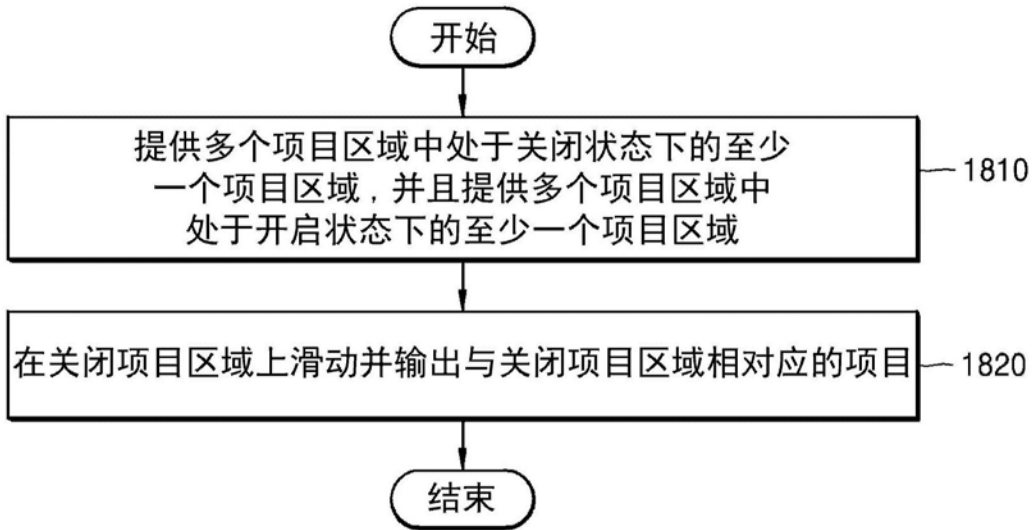 开始
提供多个项目区域中处于关闭状态下的至少
一个项目区域，并且提供多个项目区域中
处于开启状态下的至少一个项目区域
1810
在关闭项目区域上滑动并输出与关闭项目区域相对应的项目
1820
结束